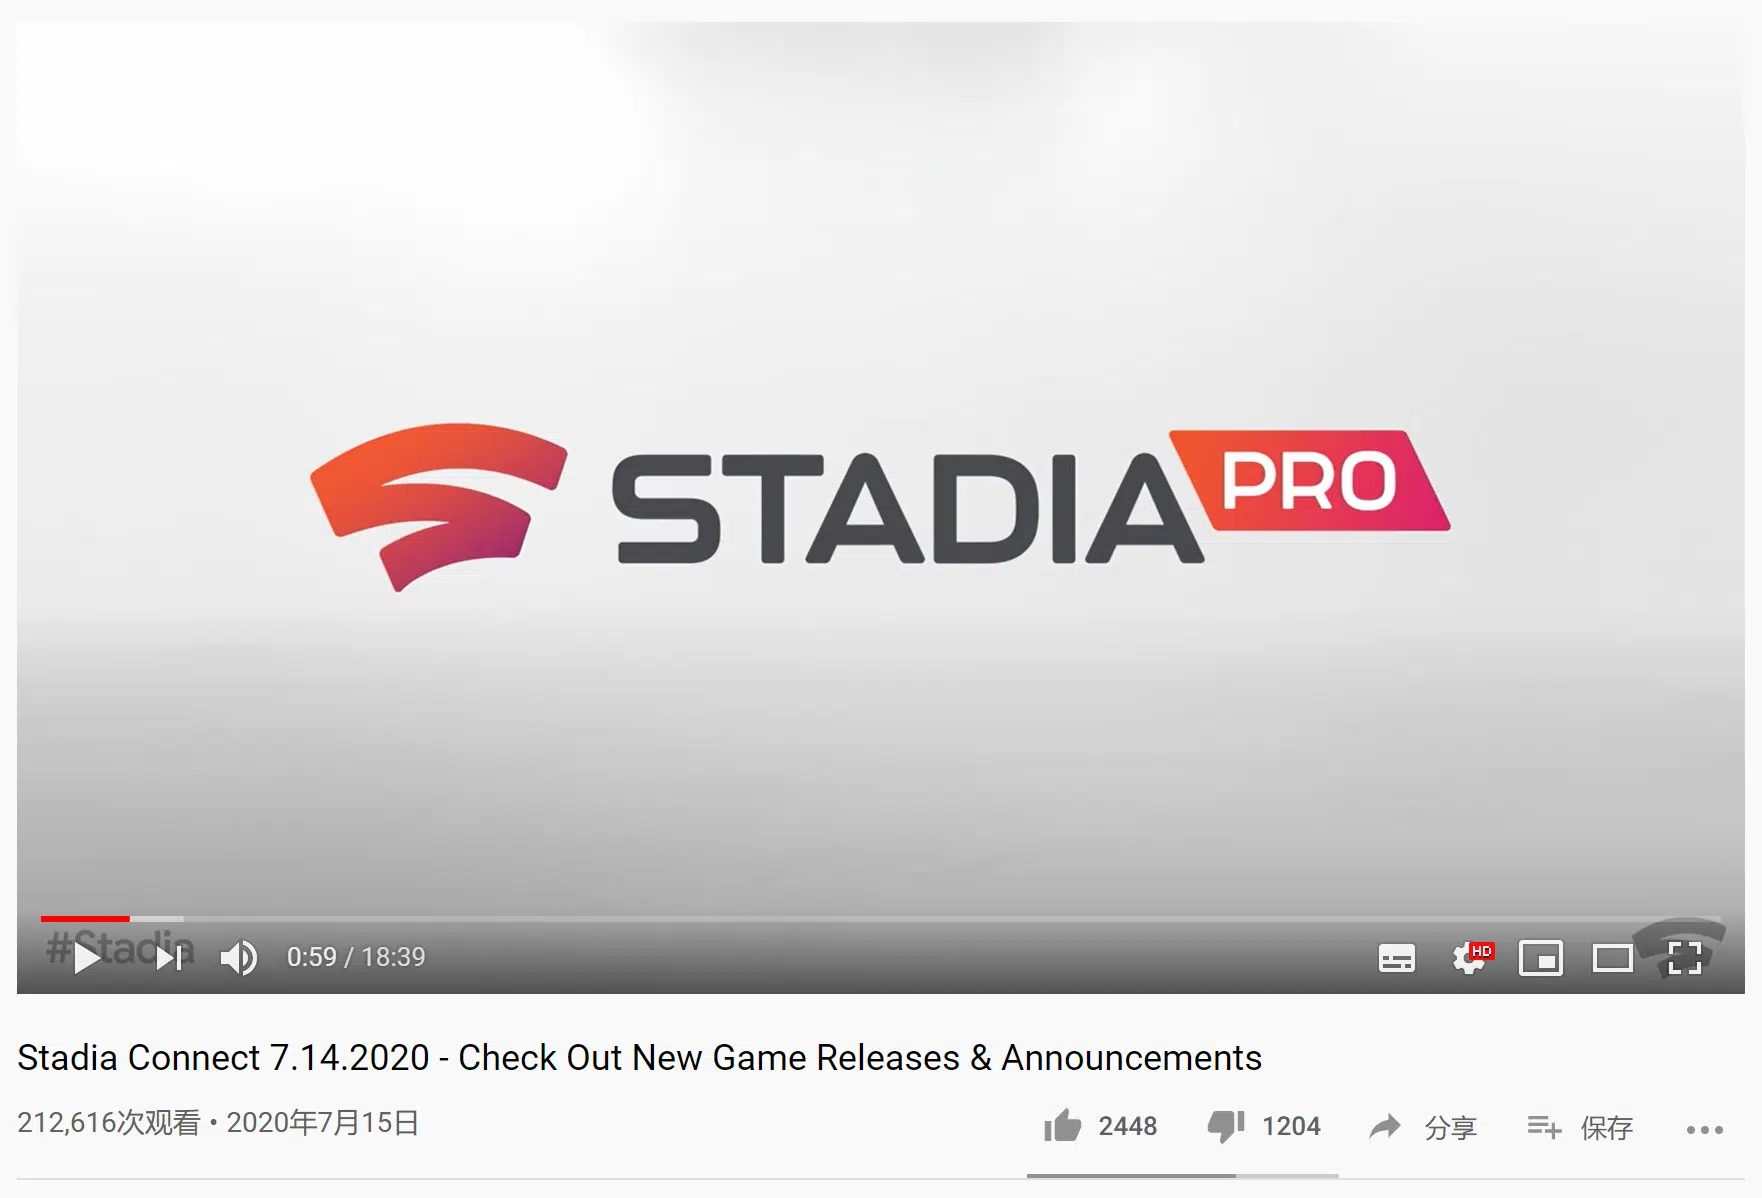 STADIA PRO
#Stadia
0:59 / 18:39
HD
Stadia Connect 7.14.2020 - Check Out New Game Releases & Announcements
212,616次观看 • 2020年7月15日
2448 1204 分享 保存